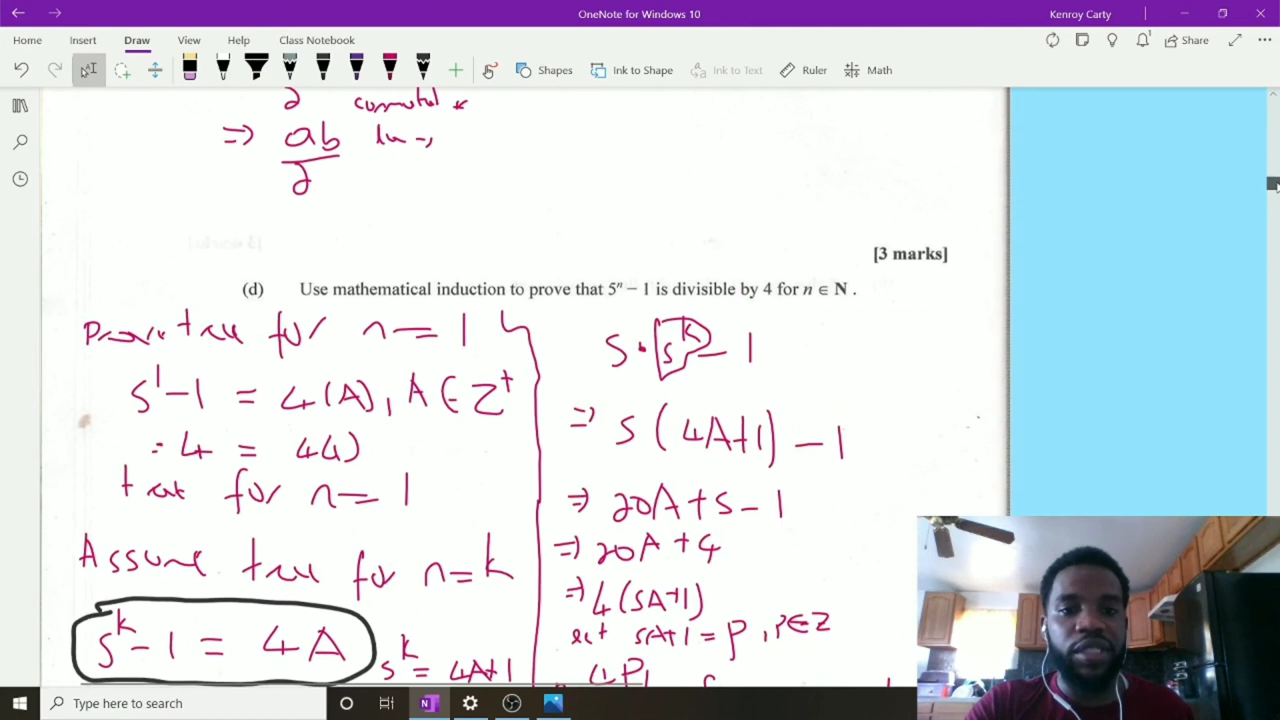 OneNote for Windows 10
Kenroy Carty
Home Insert Draw View Help Class Notebook
Share
Shapes Ink to Shape Ink to Text Ruler Math
2
=> ab
2
[3 marks]
(d) Use mathematical induction to prove that 5ⁿ – 1 is divisible by 4 for n ∈ N .
Prove true for n = 1
5¹-1 = 4(A), A ∈ Z⁺
4 = 4(1)
true for n = 1
Assume true for n=k
5ᵏ-1 = 4A
5ᵏ = 4A+1
5·5ᵏ-1
=> 5(4A+1) - 1
=> 20A+5-1
=> 20A+4
=> 4(5A+1)
let 5A+1 = P, P∈Z
Type here to search